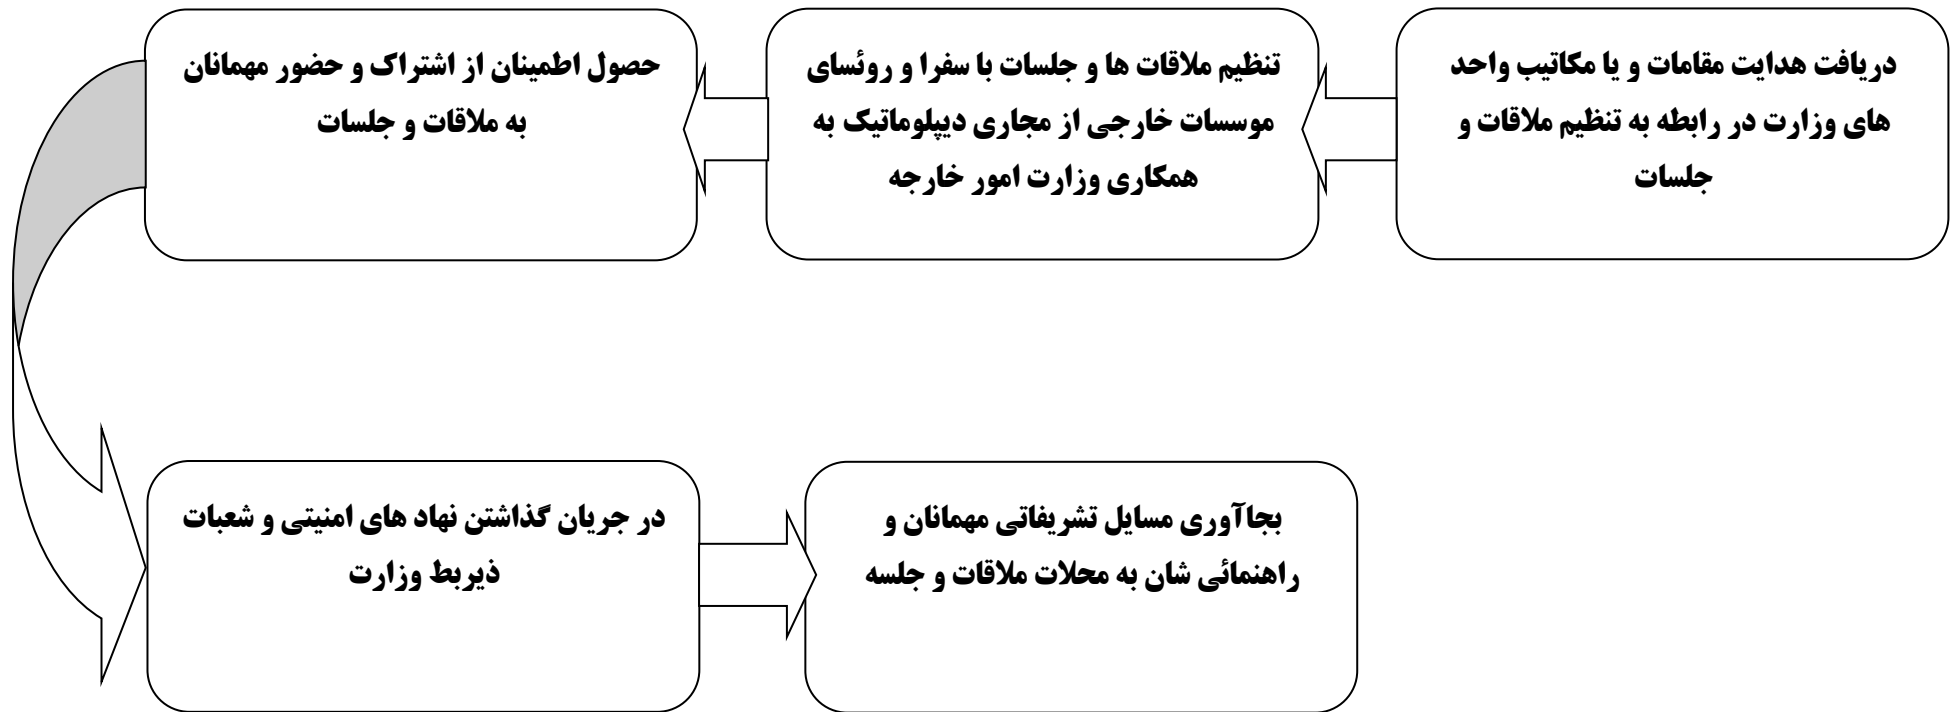 دریافت هدایت مقامات و یا مکاتیب واحد
های وزارت در رابطه به تنظیم ملاقات و
جلسات
تنظیم ملاقات ها و جلسات با سفرا و روئسای
موسسات خارجی از مجاری دیپلوماتیک به
همکاری وزارت امور خارجه
حصول اطمینان از اشتراک و حضور مهمانان
به ملاقات و جلسات
در جریان گذاشتن نهاد های امنیتی و شعبات
ذیربط وزارت
بجاآوری مسایل تشریفاتی مهمانان و
راهنمائی شان به محلات ملاقات و جلسه